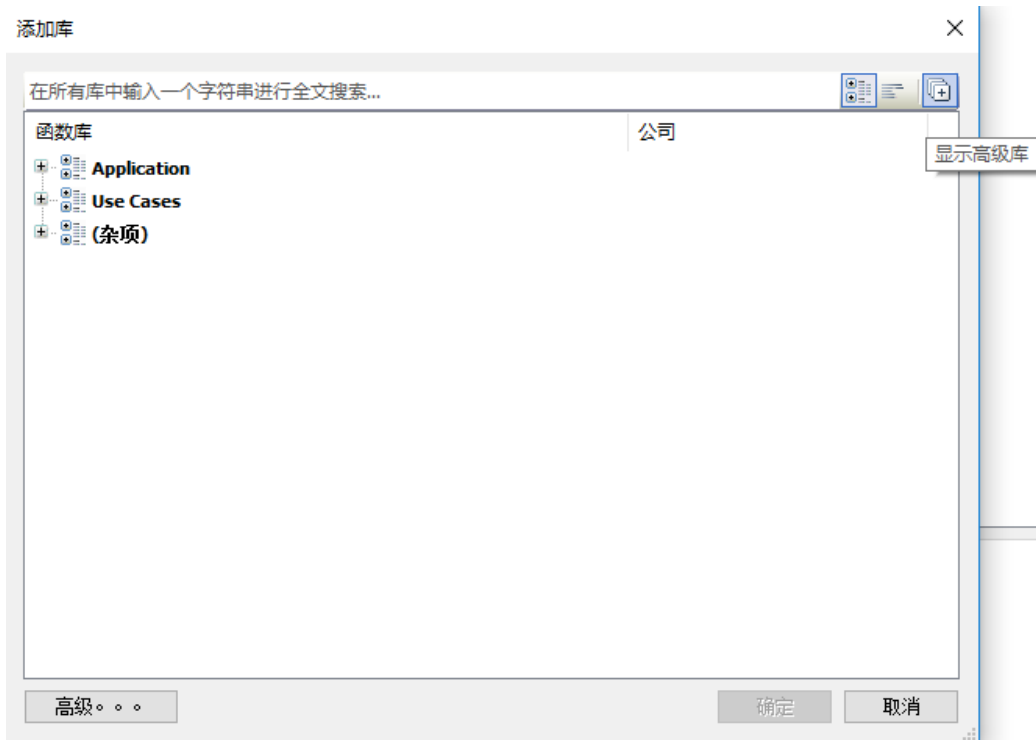 添加库
在所有库中输入一个字符串进行全文搜索...
函数库 公司
显示高级库
Application
Use Cases
(杂项)
高级。。。 确定 取消